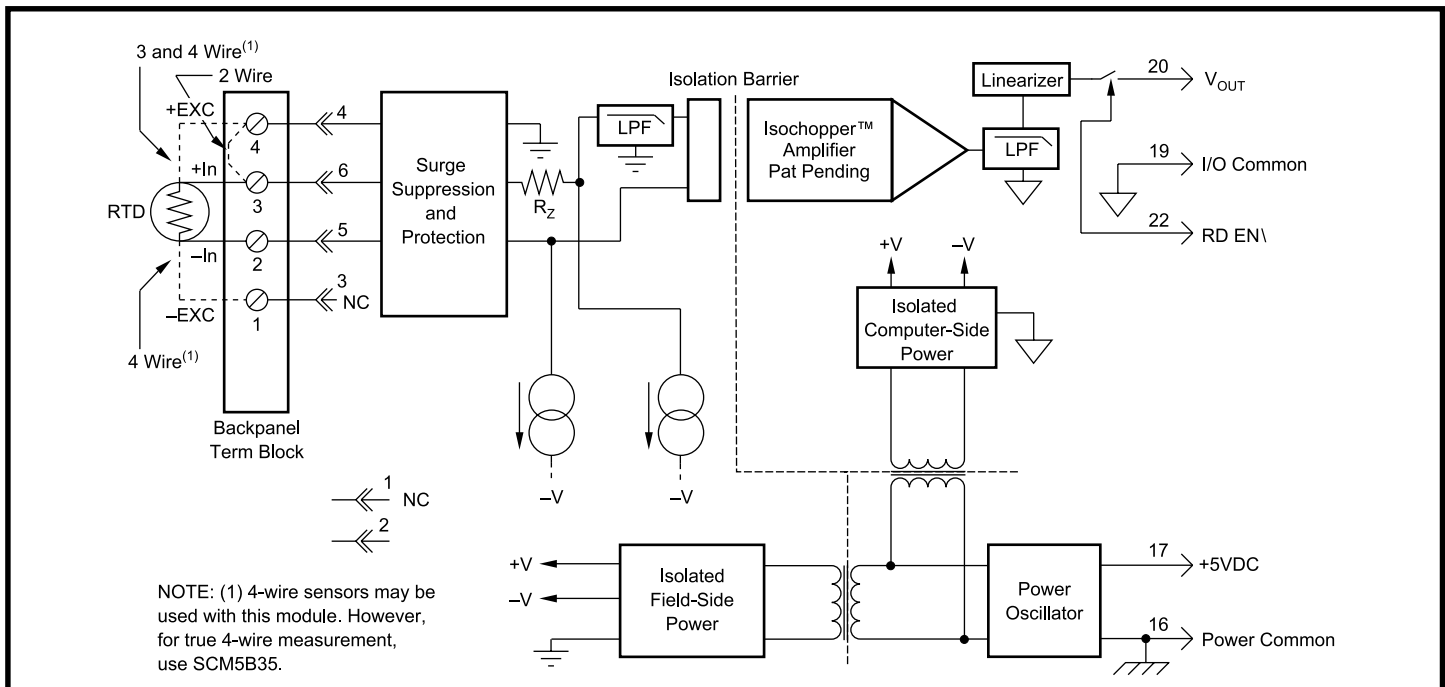 3 and 4 Wire(1)
2 Wire
+EXC
4
4
+In
6
3
RTD
–In
5
2
3
NC
–EXC
1
4 Wire(1)
Backpanel
Term Block
Surge
Suppression
and
Protection
RZ
LPF
Isolation Barrier
Isochopper™
Amplifier
Pat Pending
Linearizer
LPF
20
VOUT
19
I/O Common
22
RD EN\
+V
–V
Isolated
Computer-Side
Power
–V
–V
1
NC
2
NOTE: (1) 4-wire sensors may be
used with this module. However,
for true 4-wire measurement,
use SCM5B35.
+V
–V
Isolated
Field-Side
Power
Power
Oscillator
17
+5VDC
16
Power Common